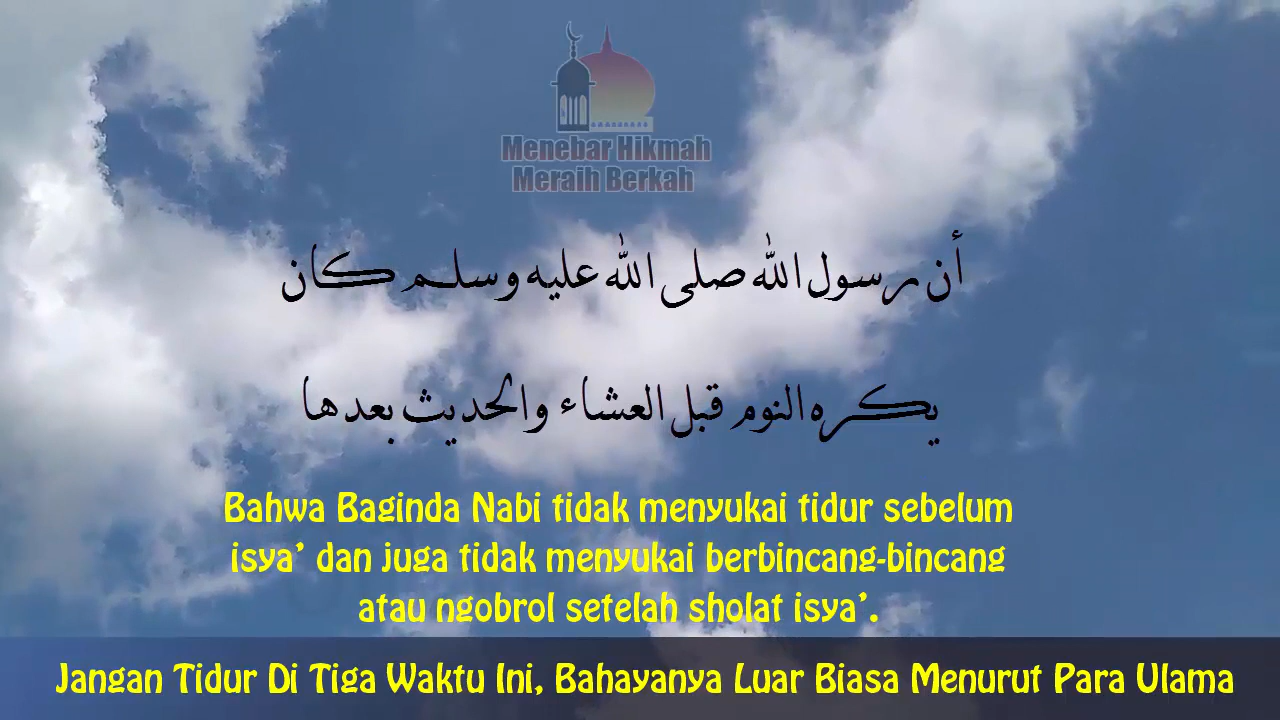 Menebar Hikmah
Meraih Berkah
أن رسول الله صلى الله عليه وسلم كان
يكره النوم قبل العشاء والحديث بعدها
Bahwa Baginda Nabi tidak menyukai tidur sebelum
isya’ dan juga tidak menyukai berbincang-bincang
atau ngobrol setelah sholat isya’.
Jangan Tidur Di Tiga Waktu Ini, Bahayanya Luar Biasa Menurut Para Ulama